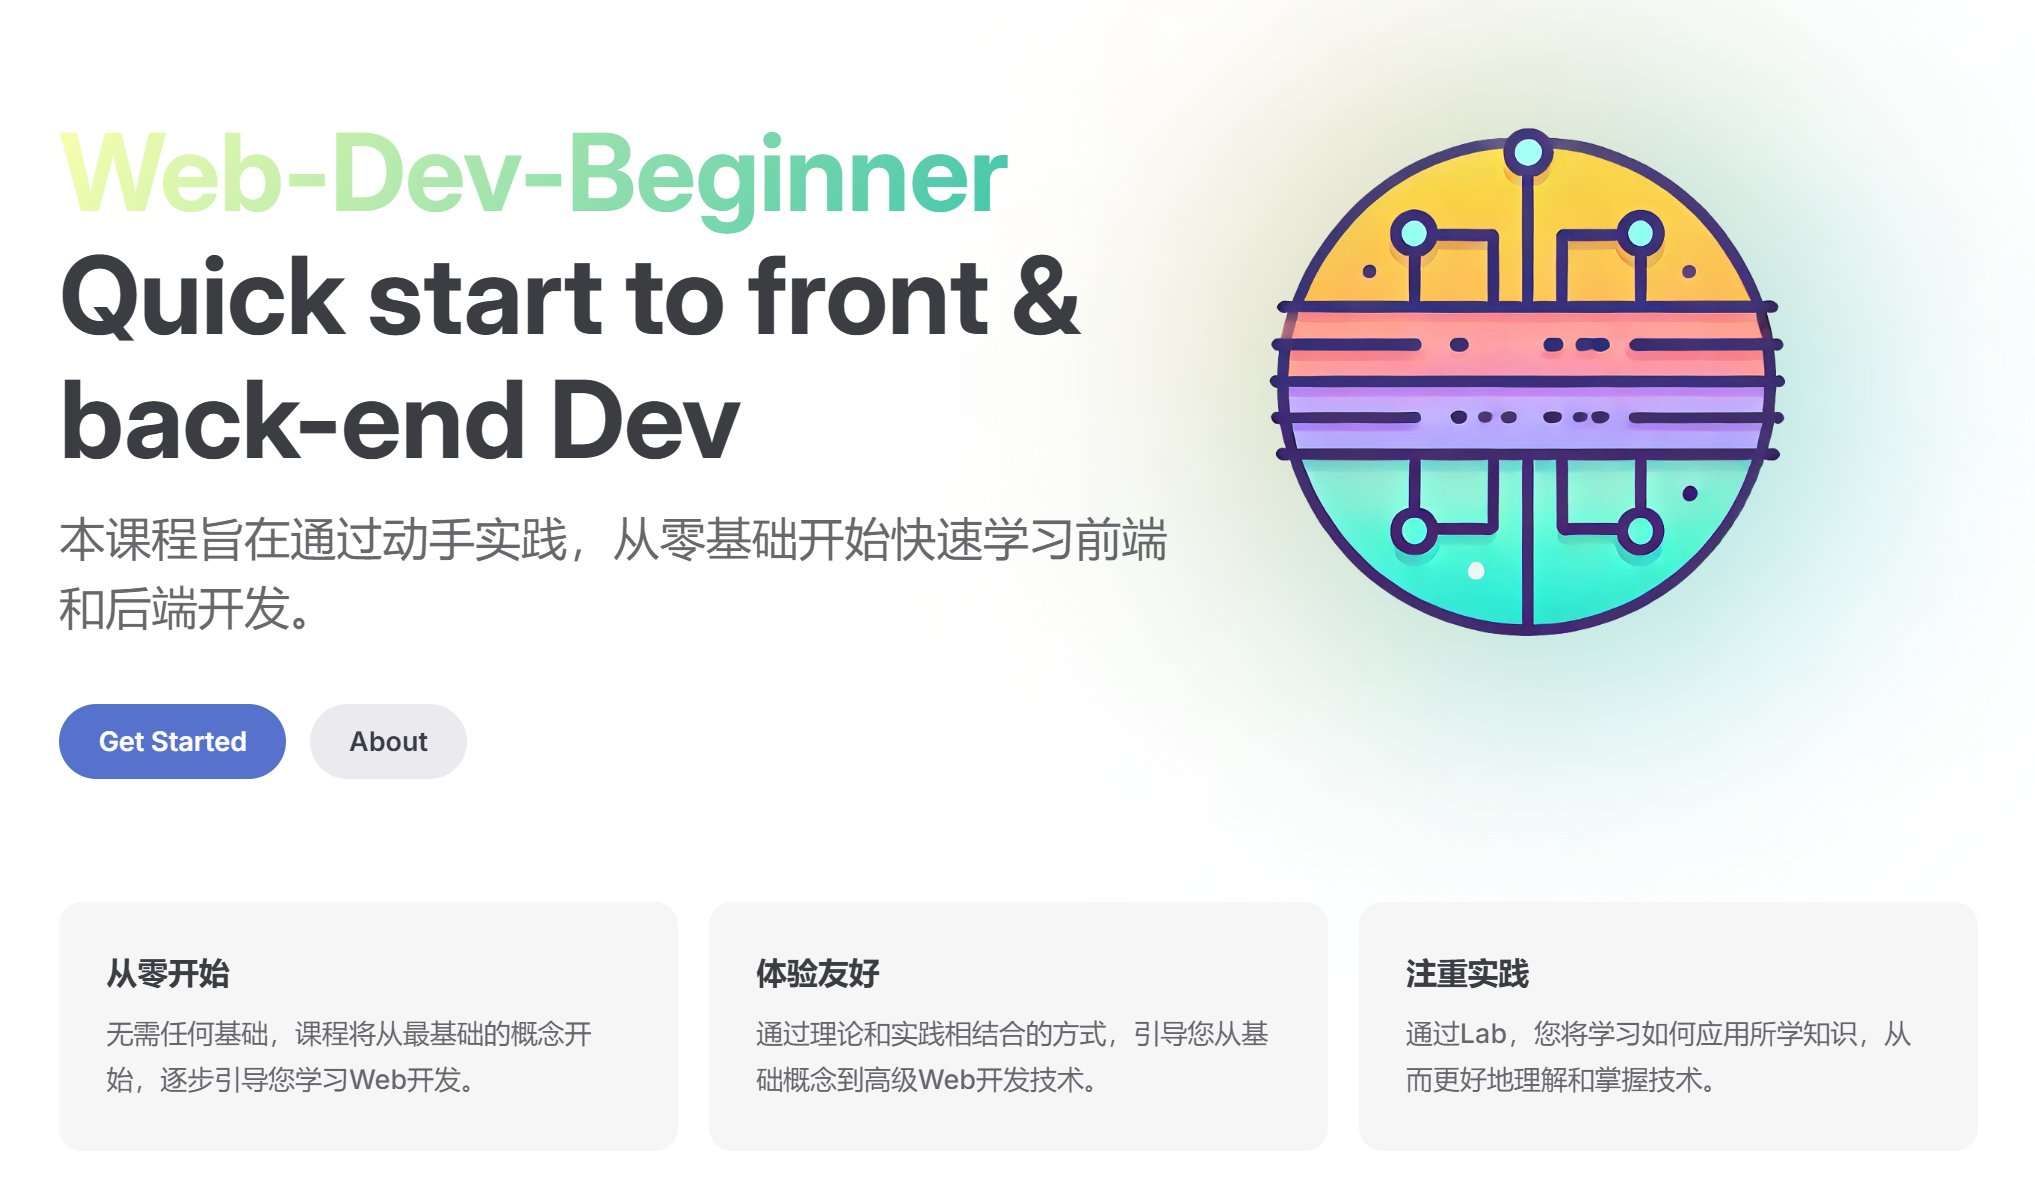 Web-Dev-Beginner
Quick start to front &
back-end Dev
本课程旨在通过动手实践，从零基础开始快速学习前端
和后端开发。
Get Started
About
从零开始
无需任何基础，课程将从最基础的概念开
始，逐步引导您学习Web开发。
体验友好
通过理论和实践相结合的方式，引导您从基
础概念到高级Web开发技术。
注重实践
通过Lab，您将学习如何应用所学知识，从
而更好地理解和掌握技术。